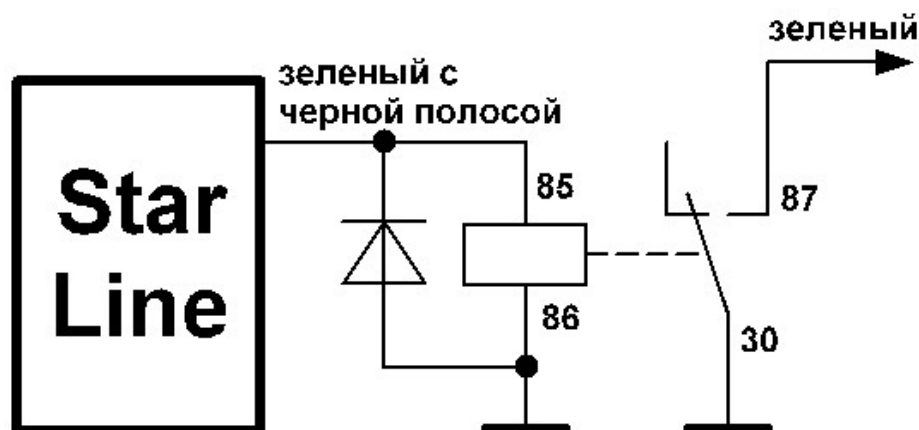 зеленый
зеленый с
черной полосой
Star
Line
85
87
86
30